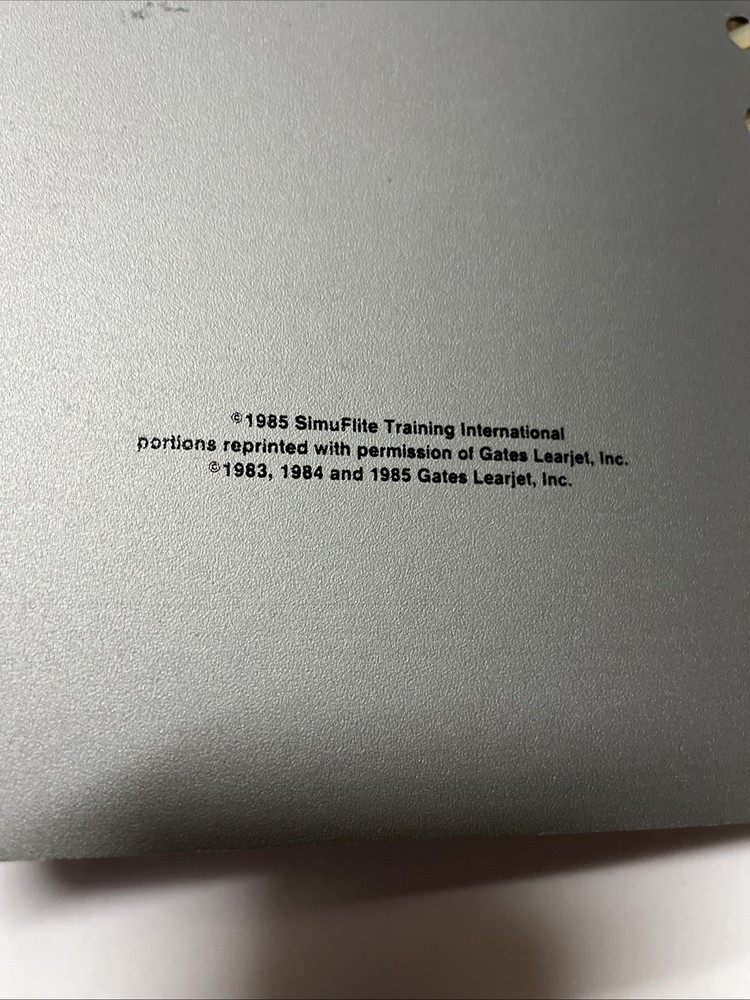 ©1985 SimuFlite Training International
portions reprinted with permission of Gates Learjet, Inc.
©1983, 1984 and 1985 Gates Learjet, Inc.